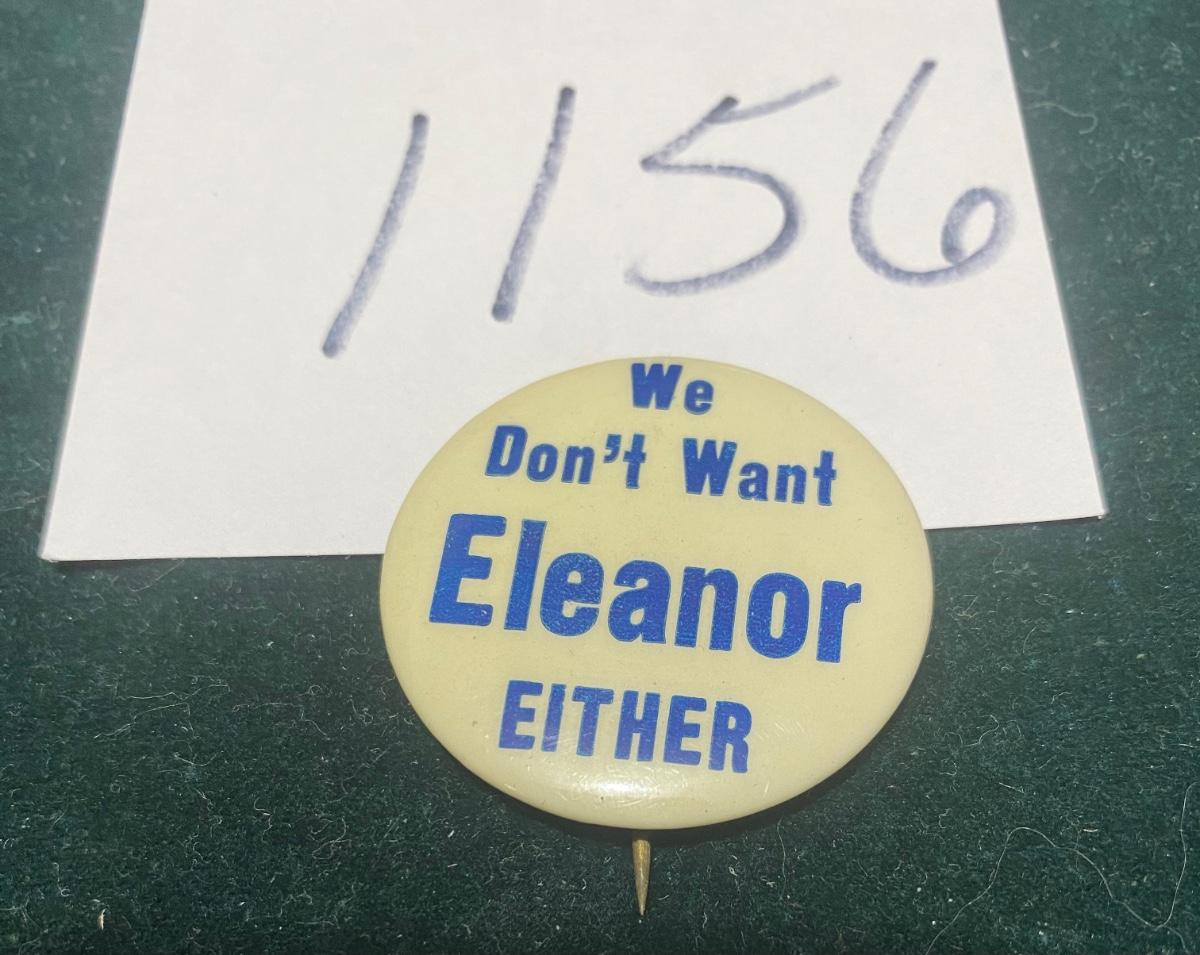 1156
We
Don't Want
Eleanor
EITHER